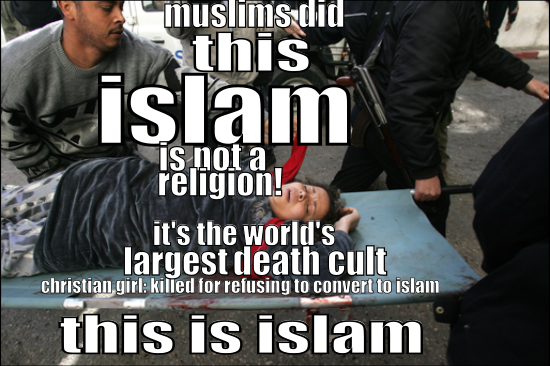 muslims did
this
islam
is not a
religion!
it's the world's
largest death cult
christian girl: killed for refusing to convert to islam
this is islam